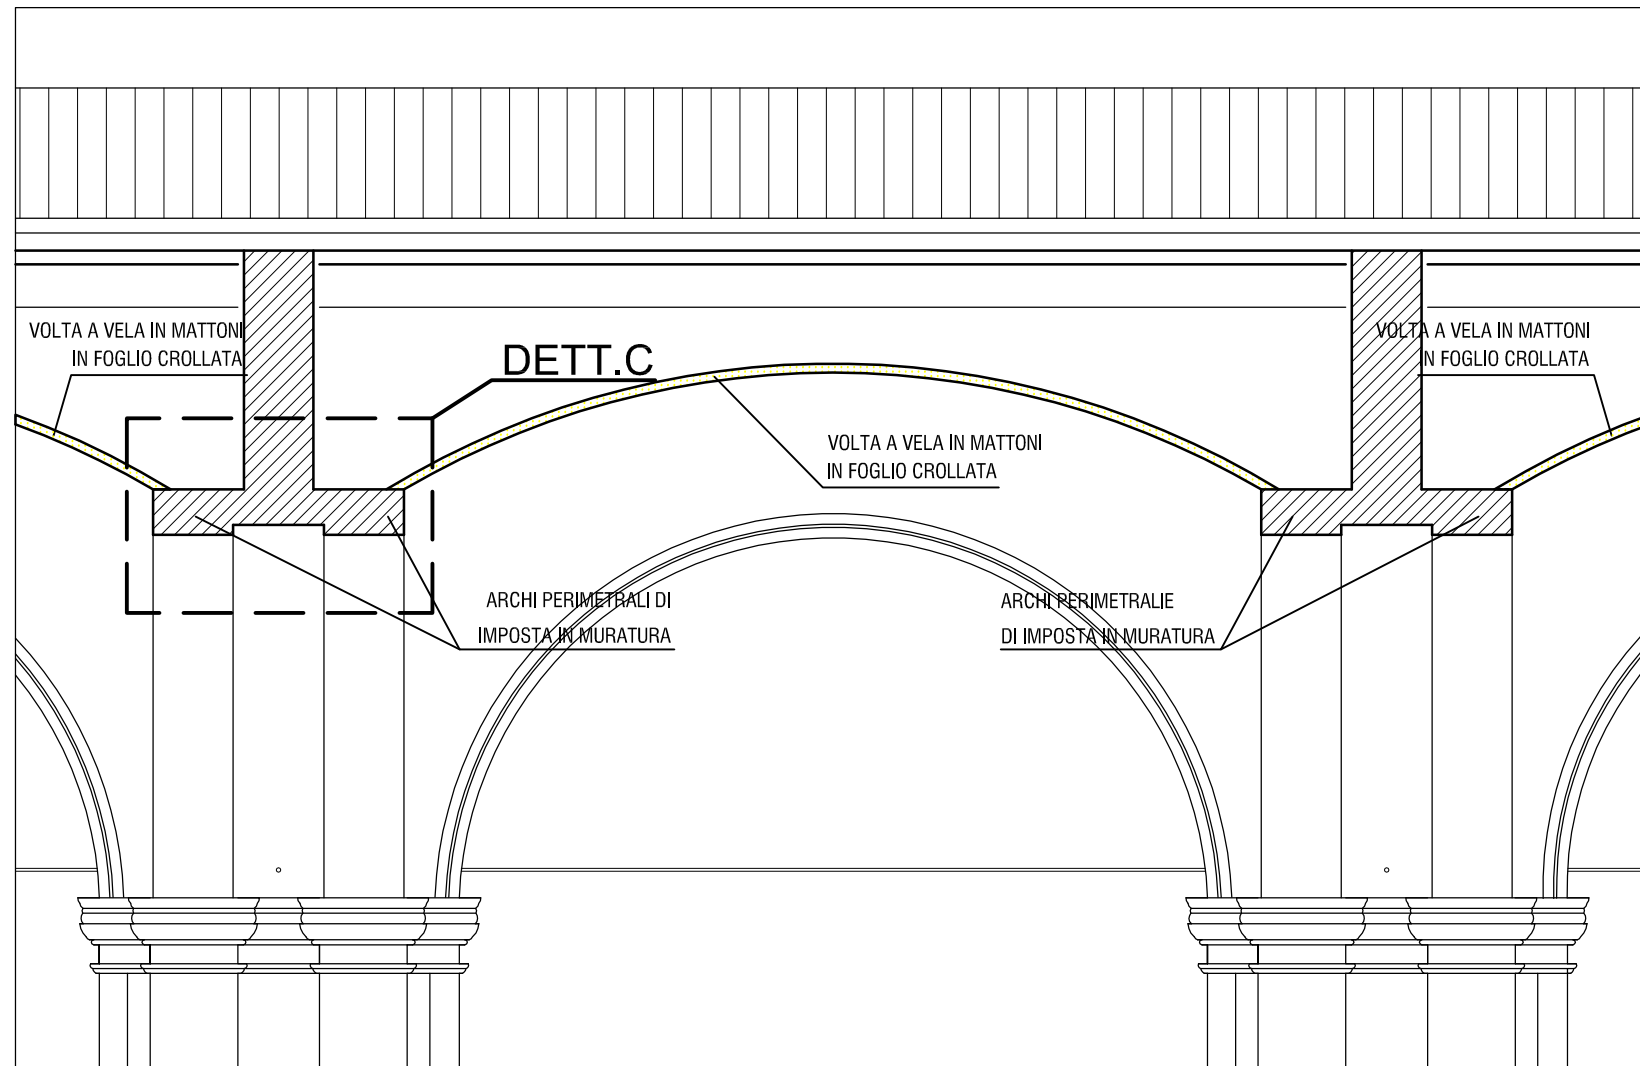 VOLTA A VELA IN MATTONI
IN FOGLIO CROLLATA
DETT.C
VOLTA A VELA IN MATTONI
IN FOGLIO CROLLATA
VOLTA A VELA IN MATTONI
IN FOGLIO CROLLATA
ARCHI PERIMETRALI DI
IMPOSTA IN MURATURA
ARCHI PERIMETRALIE
DI IMPOSTA IN MURATURA